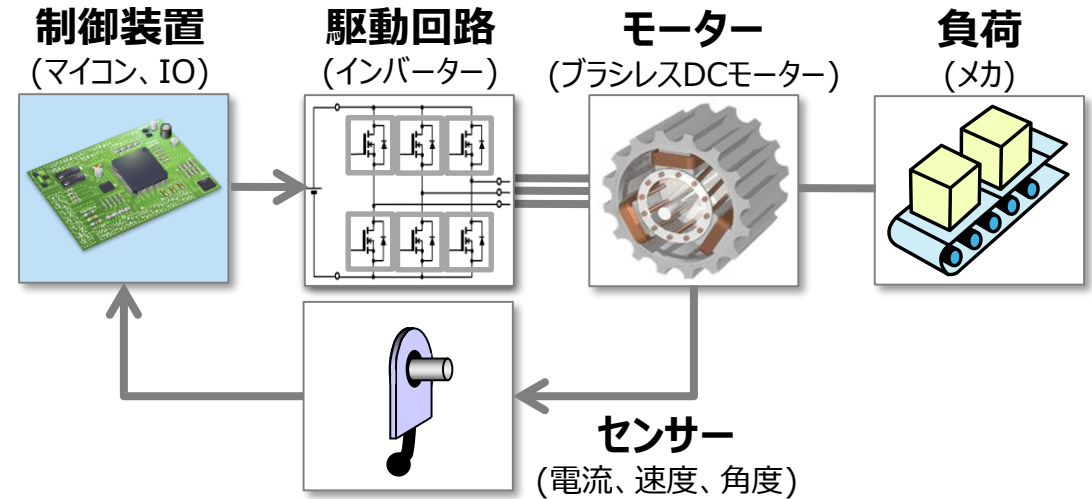 制御装置
(マイコン、IO)
駆動回路
(インバーター)
モーター
(ブラシレスDCモーター)
負荷
(メカ)
センサー
(電流、速度、角度)